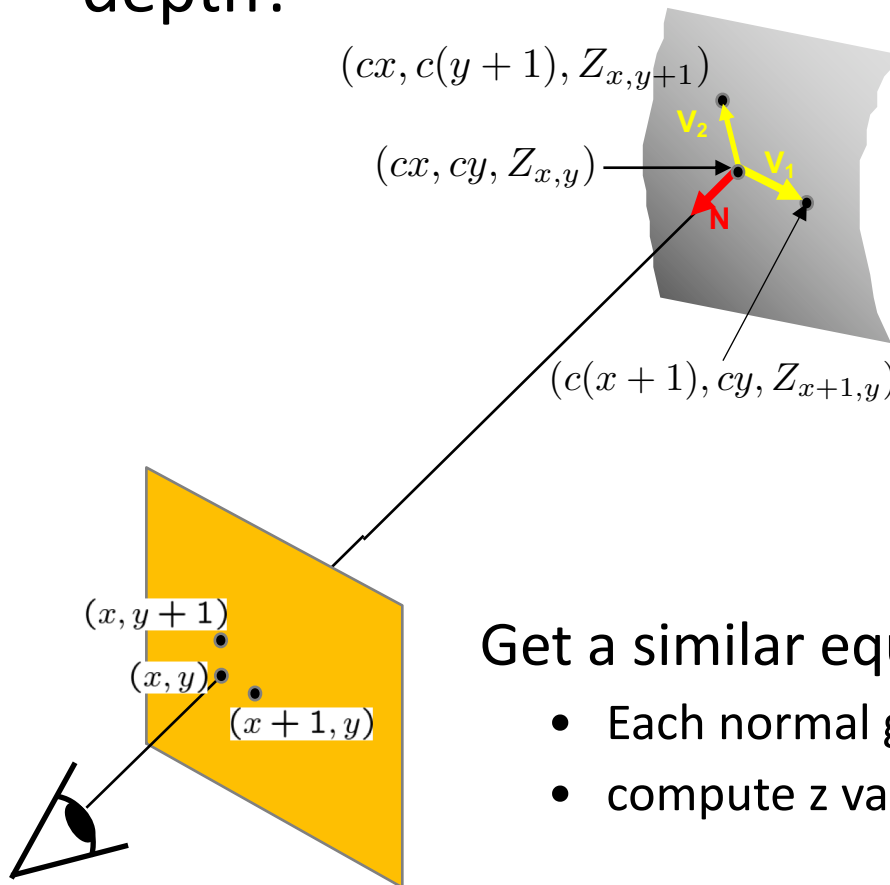 depth?
(cx, c(y + 1), Z_{x,y+1})
V₂
(cx, cy, Z_{x,y})
V₁
N
(c(x + 1), cy, Z_{x+1,y})
(x, y + 1)
(x, y)
(x + 1, y)
Get a similar equ
• Each normal g
• compute z va